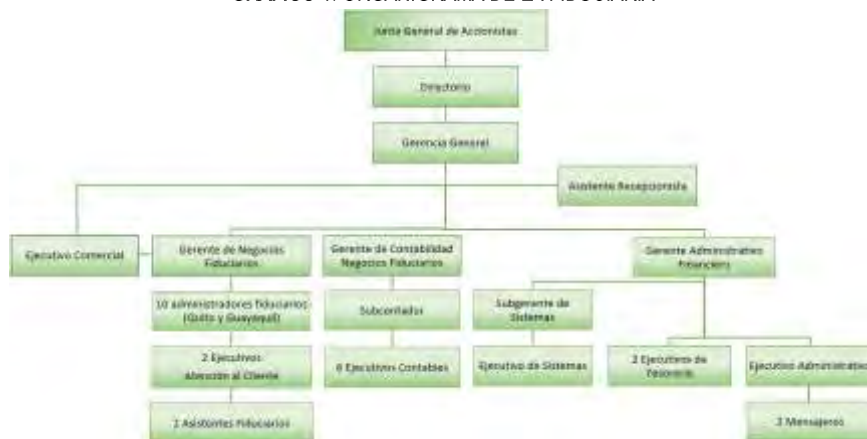 Junta General de Accionistas
Directorio
Gerencia General
Asistente Recepcionista
Ejecutivo Comercial
Gerente de Negocios
Fiduciarios
Gerente de Contabilidad
Negocios Fiduciarios
Gerente Administrativo
Financiero
10 administradores fiduciarios
(Quito y Guayaquil)
Subcontador
Subgerente de
Sistemas
2 Ejecutivos
Atención al Cliente
6 Ejecutivos Contables
Ejecutivo de Sistemas
2 Ejecutivos de
Tesorería
Ejecutivo Administrativo
Asistentes Fiduciarios
2 Mensajeros